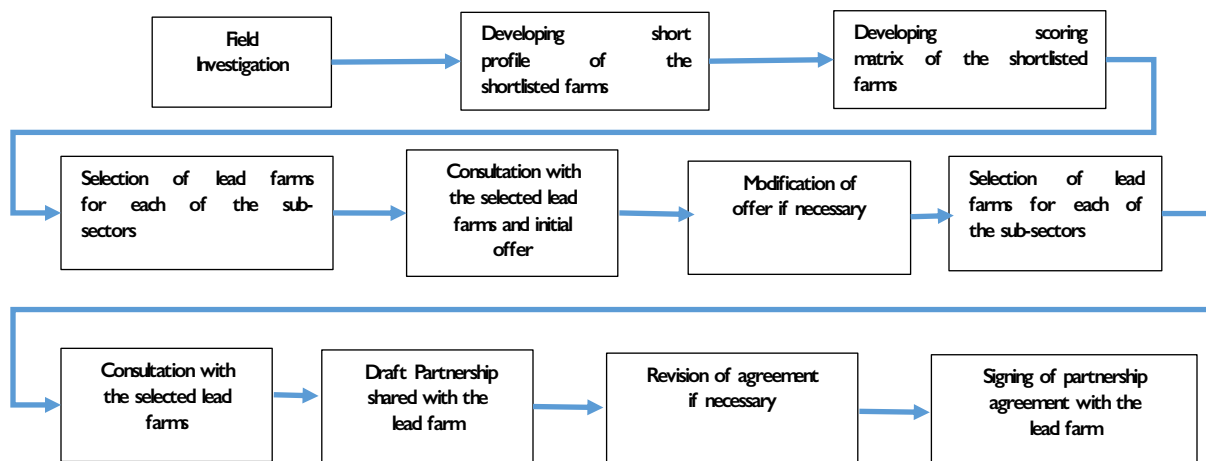 Field
Investigation
Developing short
profile of the
shortlisted farms
Developing scoring
matrix of the shortlisted
farms
Selection of lead farms
for each of the sub-
sectors
Consultation with
the selected lead
farms and initial
offer
Modification of
offer if necessary
Selection of lead
farms for each of
the sub-sectors
Consultation with
the selected lead
farms
Draft Partnership
shared with the
lead farm
Revision of agreement
if necessary
Signing of partnership
agreement with the
lead farm